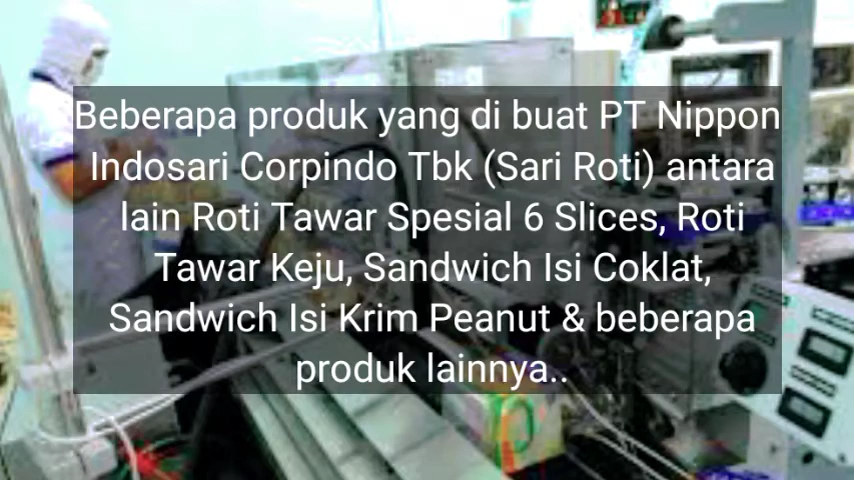 Beberapa produk yang di buat PT Nippon
Indosari Corpindo Tbk (Sari Roti) antara
lain Roti Tawar Spesial 6 Slices, Roti
Tawar Keju, Sandwich Isi Coklat,
Sandwich Isi Krim Peanut & beberapa
produk lainnya..